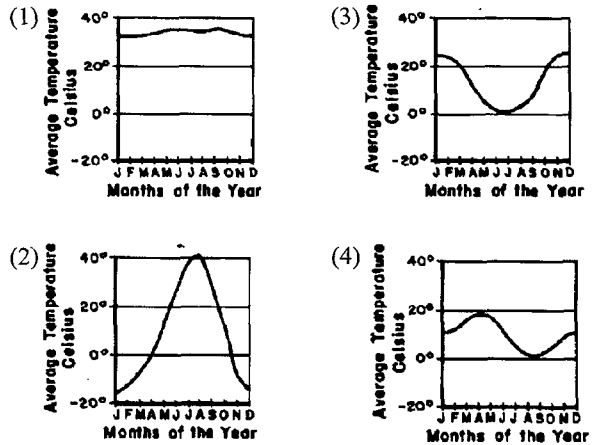 (1)
Average Temperature
Celsius
40°
20°
0°
-20°
J F M A M J J A S O N D
Months of the Year
(3)
Average Temperature
Celsius
40°
20°
0°
-20°
J F M A M J J A S O N D
Months of the Year
(2)
Average Temperature
Celsius
40°
20°
0°
-20°
J F M A M J J A S O N D
Months of the Year
(4)
Average Temperature
Celsius
40°
20°
0°
-20°
J F M A M J J A S O N D
Months of the Year